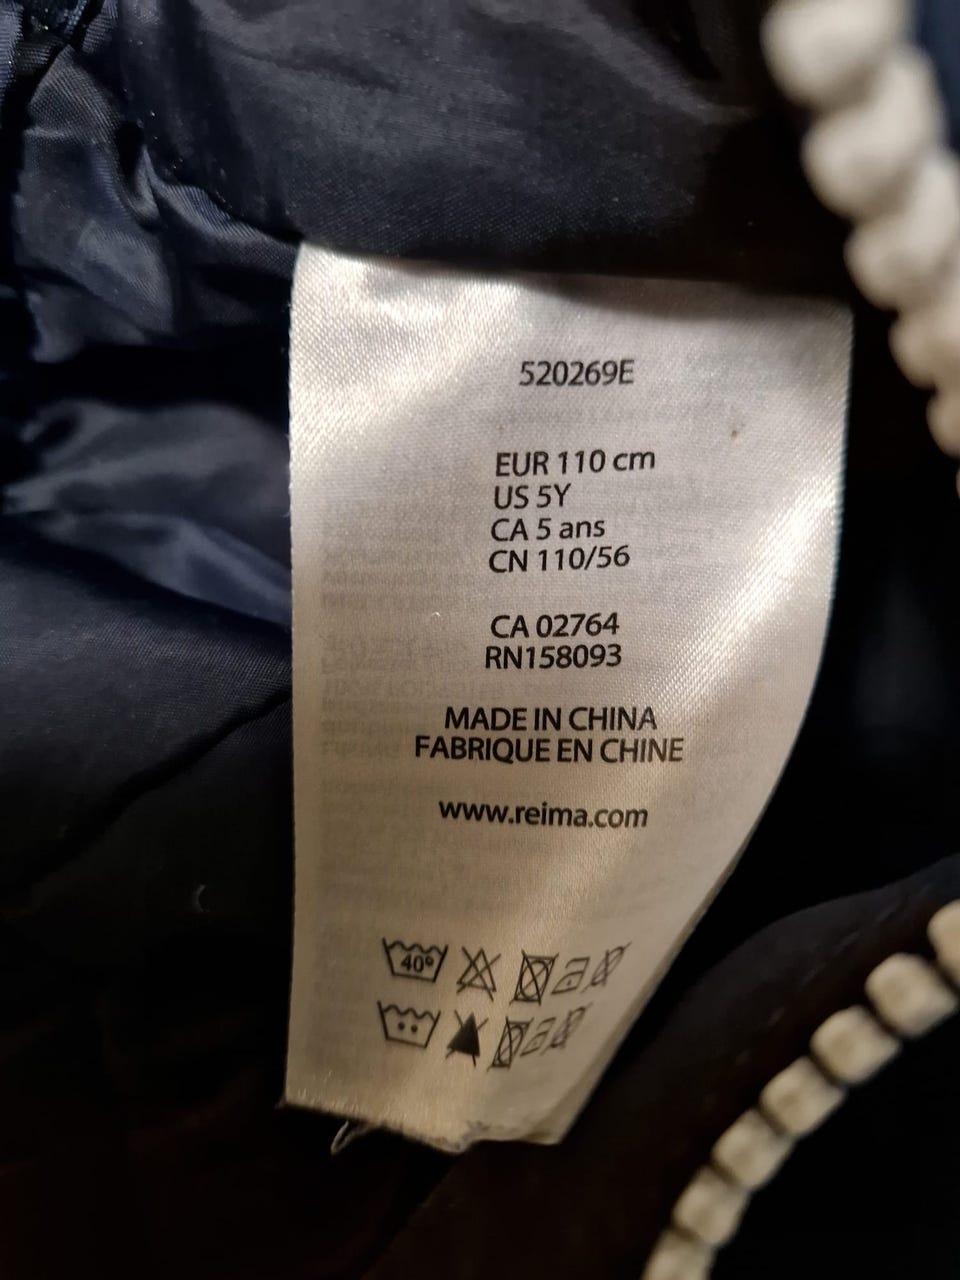 520269E
EUR 110 cm
US 5Y
CA 5 ans
CN 110/56
CA 02764
RN158093
MADE IN CHINA
FABRIQUE EN CHINE
www.reima.com
40°